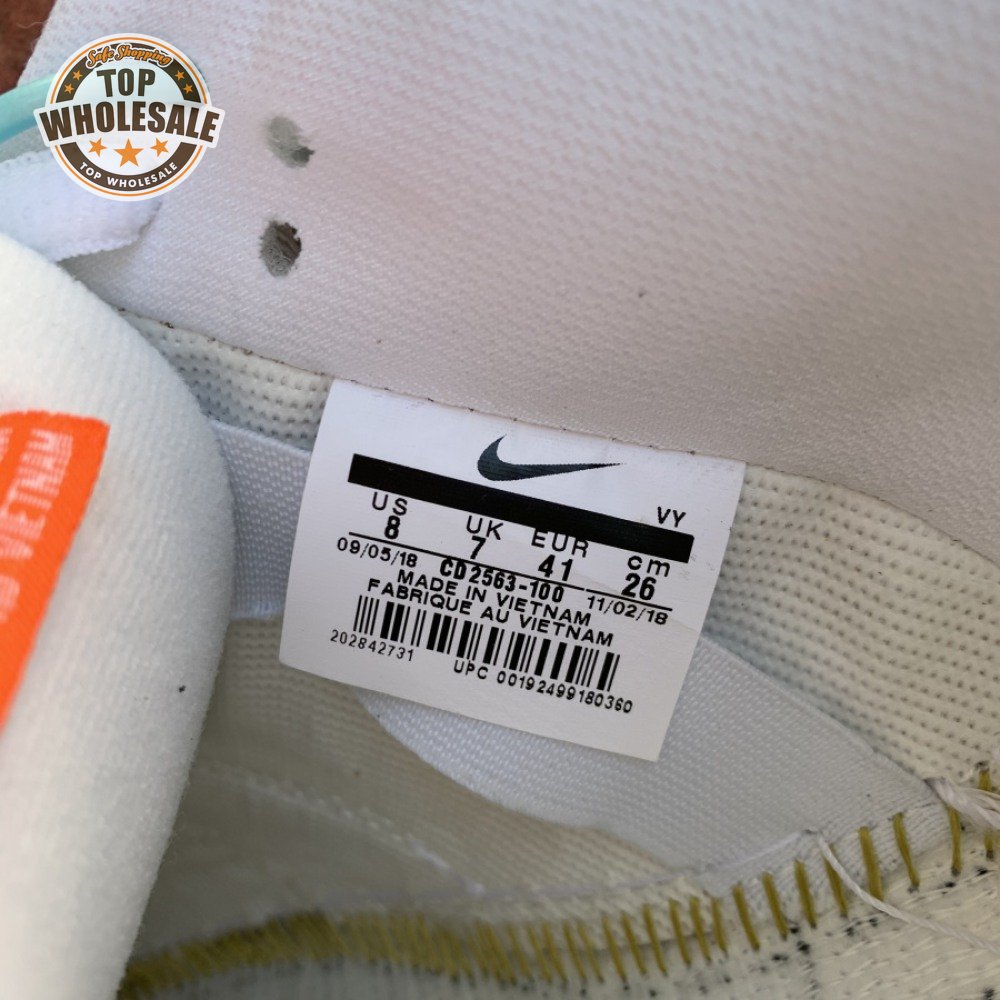 Safe Shopping
TOP
WHOLESALE
TOP WHOLESALE
VIETNAM
VY
US UK EUR cm
8 7 41 26
09/05/18 CD2563-100 11/02/18
MADE IN VIETNAM
FABRIQUE AU VIETNAM
202842731
UPC 00192499180360